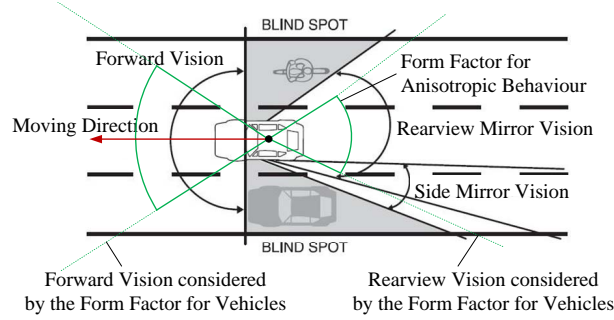 BLIND SPOT
Forward Vision
Form Factor for
Anisotropic Behaviour
Moving Direction
Rearview Mirror Vision
Side Mirror Vision
BLIND SPOT
Forward Vision considered
by the Form Factor for Vehicles
Rearview Vision considered
by the Form Factor for Vehicles